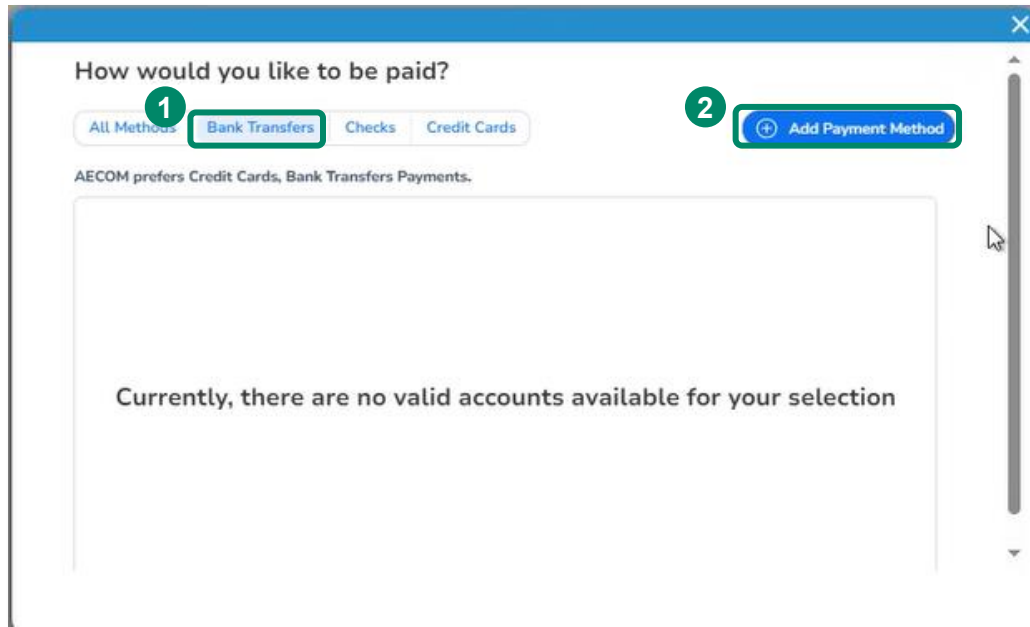 How would you like to be paid?
1
2
All Methods Bank Transfers Checks Credit Cards
Add Payment Method
AECOM prefers Credit Cards, Bank Transfers Payments.
Currently, there are no valid accounts available for your selection